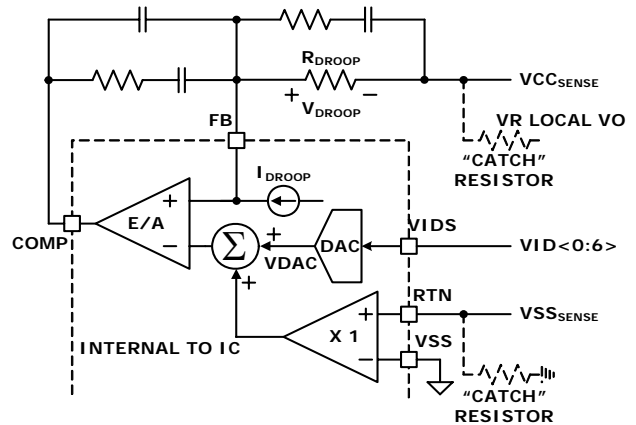 RDROOP
+ VDROOP −
VCCSENSE
FB
VR LOCAL VO
"CATCH"
RESISTOR
IDROOP
+
E/A
−
COMP
Σ
+
VDAC
+
DAC
VIDS
VID<0:6>
RTN
+
X 1
−
VSSSENSE
VSS
INTERNAL TO IC
"CATCH"
RESISTOR